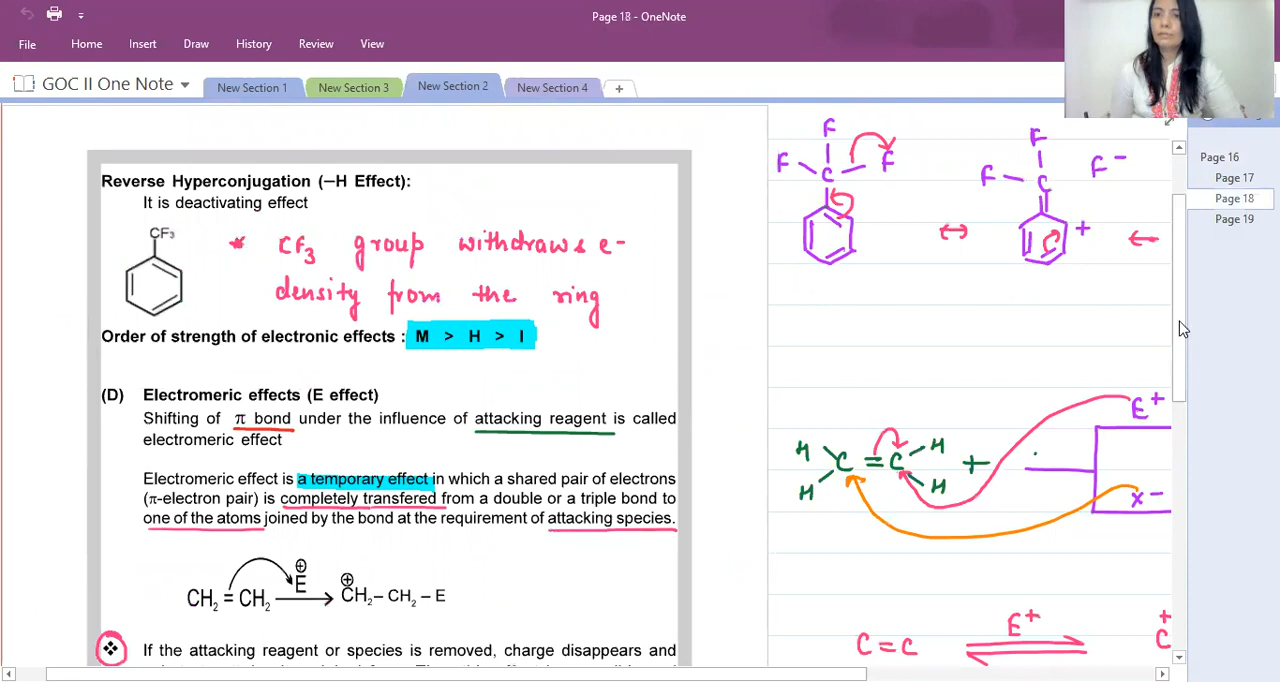 Page 18 - OneNote
File Home Insert Draw History Review View
GOC II One Note New Section 1 New Section 3 New Section 2 New Section 4 +
Page 16
Page 17
Page 18
Page 19
Reverse Hyperconjugation (–H Effect):
It is deactivating effect
CF₃
* CF₃ group withdraws e-
density from the ring
Order of strength of electronic effects : M > H > I
(D) Electromeric effects (E effect)
Shifting of π bond under the influence of attacking reagent is called
electromeric effect
Electromeric effect is a temporary effect in which a shared pair of electrons
(π-electron pair) is completely transfered from a double or a triple bond to
one of the atoms joined by the bond at the requirement of attacking species.
CH₂ = CH₂ ⊕E → ⊕CH₂ – CH₂ – E
❖ If the attacking reagent or species is removed, charge disappears and
F
F C F
↔
F
F C F⁻
+
↔
H H
C = C + E⁺
H H X⁻
C = C E⁺ ⇌ C⁺